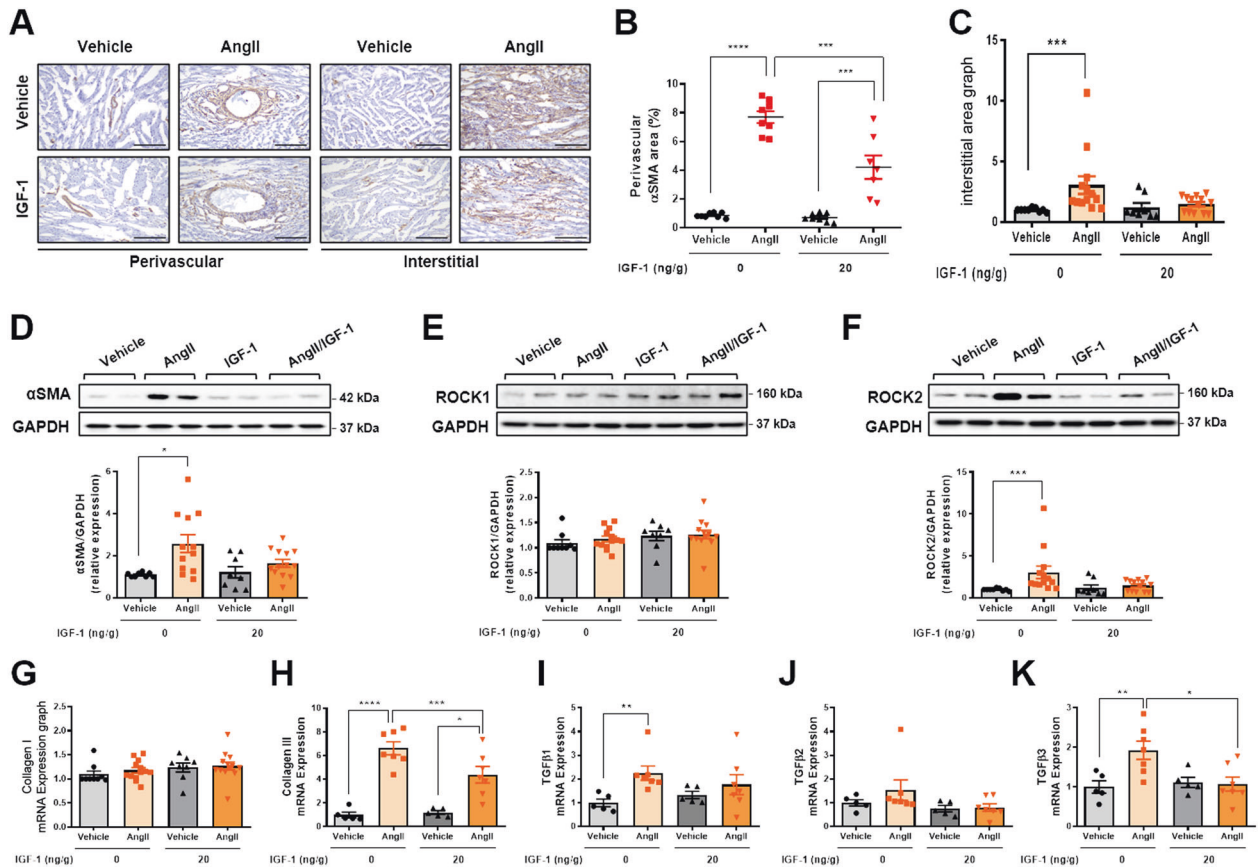 A
Vehicle AngII Vehicle AngII
Vehicle
IGF-1
Perivascular Interstitial
B
**** ***
***
Perivascular
αSMA area (%)
10
8
6
4
2
0
Vehicle AngII Vehicle AngII
IGF-1 (ng/g) 0 20
C
***
interstitial area graph
15
10
5
0
Vehicle AngII Vehicle AngII
IGF-1 (ng/g) 0 20
D
Vehicle AngII IGF-1 AngII/IGF-1
αSMA 42 kDa
GAPDH 37 kDa
*
αSMA/GAPDH
(relative expression)
6
4
2
0
Vehicle AngII Vehicle AngII
IGF-1 (ng/g) 0 20
E
Vehicle AngII IGF-1 AngII/IGF-1
ROCK1 160 kDa
GAPDH 37 kDa
ROCK1/GAPDH
(relative expression)
2.5
2.0
1.5
1.0
0.5
0.0
Vehicle AngII Vehicle AngII
IGF-1 (ng/g) 0 20
F
Vehicle AngII IGF-1 AngII/IGF-1
ROCK2 160 kDa
GAPDH 37 kDa
***
ROCK2/GAPDH
(relative expression)
15
10
5
0
Vehicle AngII Vehicle AngII
IGF-1 (ng/g) 0 20
G
Collagen I
mRNA Expression graph
2.5
2.0
1.5
1.0
0.5
0.0
Vehicle AngII Vehicle AngII
IGF-1 (ng/g) 0 20
H
**** ***
*
Collagen III
mRNA Expression
10
8
6
4
2
0
Vehicle AngII Vehicle AngII
IGF-1 (ng/g) 0 20
I
**
TGFβ1
mRNA Expression
5
4
3
2
1
0
Vehicle AngII Vehicle AngII
IGF-1 (ng/g) 0 20
J
TGFβ2
mRNA Expression
5
4
3
2
1
0
Vehicle AngII Vehicle AngII
IGF-1 (ng/g) 0 20
K
** *
TGFβ3
mRNA Expression
4
3
2
1
0
Vehicle AngII Vehicle AngII
IGF-1 (ng/g) 0 20